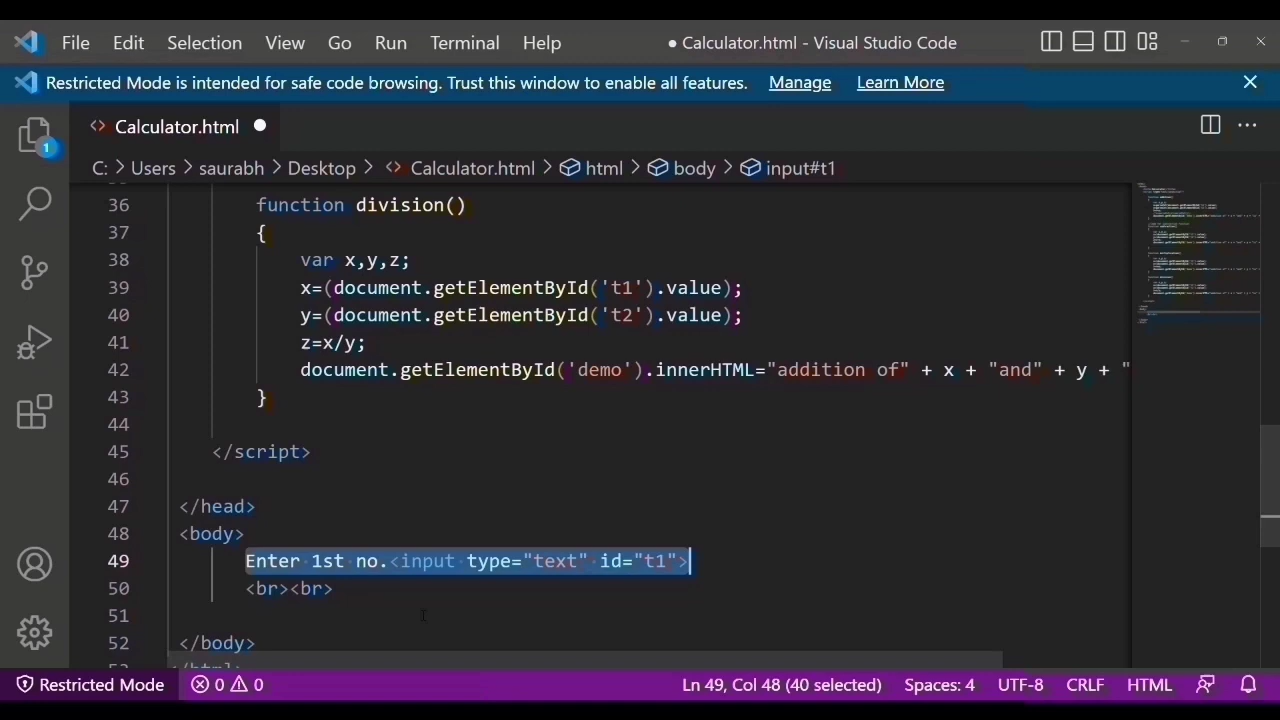 File Edit Selection View Go Run Terminal Help ● Calculator.html - Visual Studio Code
Restricted Mode is intended for safe code browsing. Trust this window to enable all features. Manage Learn More
<> Calculator.html ●
C: > Users > saurabh > Desktop > <> Calculator.html > html > body > input#t1
1
36 function division()
37 {
38 var x,y,z;
39 x=(document.getElementById('t1').value);
40 y=(document.getElementById('t2').value);
41 z=x/y;
42 document.getElementById('demo').innerHTML="addition of" + x + "and" + y + "
43 }
44
45 </script>
46
47 </head>
48 <body>
49 Enter 1st no.<input type="text" id="t1">
50 <br><br>
51
52 </body>
53 </html>
Restricted Mode 0 0 Ln 49, Col 48 (40 selected) Spaces: 4 UTF-8 CRLF HTML